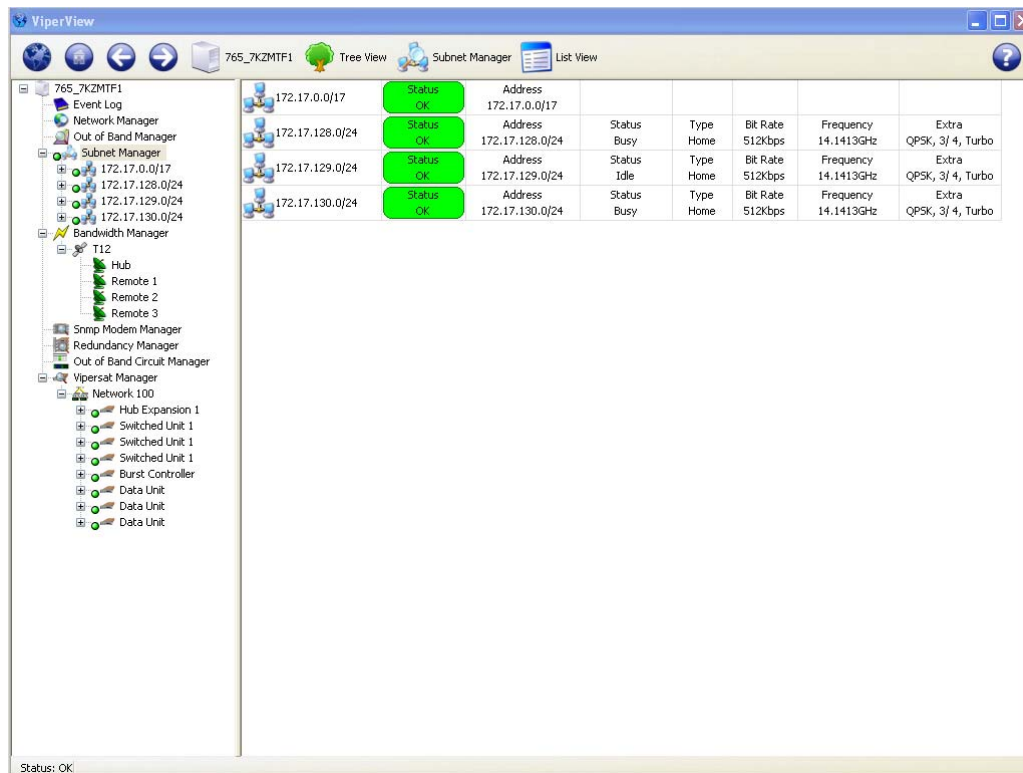 ViperView
765_7KZMTF1 Tree View Subnet Manager List View
765_7KZMTF1
Event Log
Network Manager
Out of Band Manager
Subnet Manager
172.17.0.0/17
172.17.128.0/24
172.17.129.0/24
172.17.130.0/24
Bandwidth Manager
T12
Hub
Remote 1
Remote 2
Remote 3
Snmp Modem Manager
Redundancy Manager
Out of Band Circuit Manager
Vipersat Manager
Network 100
Hub Expansion 1
Switched Unit 1
Switched Unit 1
Switched Unit 1
Burst Controller
Data Unit
Data Unit
Data Unit
172.17.0.0/17 Status Address
OK 172.17.0.0/17
172.17.128.0/24 Status Address Status Type Bit Rate Frequency Extra
OK 172.17.128.0/24 Busy Home 512Kbps 14.1413GHz QPSK, 3/ 4, Turbo
172.17.129.0/24 Status Address Status Type Bit Rate Frequency Extra
OK 172.17.129.0/24 Idle Home 512Kbps 14.1413GHz QPSK, 3/ 4, Turbo
172.17.130.0/24 Status Address Status Type Bit Rate Frequency Extra
OK 172.17.130.0/24 Busy Home 512Kbps 14.1413GHz QPSK, 3/ 4, Turbo
Status: OK